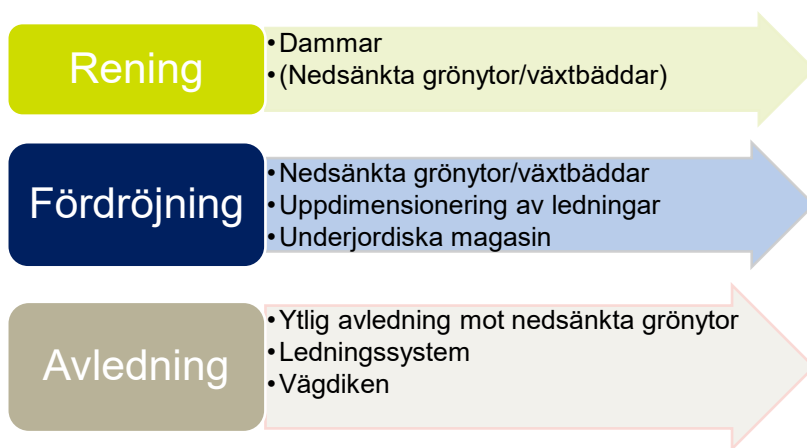 Rening
•Dammar
•(Nedsänkta grönytor/växtbäddar)
Fördröjning
•Nedsänkta grönytor/växtbäddar
•Uppdimensionering av ledningar
•Underjordiska magasin
Avledning
•Ytlig avledning mot nedsänkta grönytor
•Ledningssystem
•Vägdiken